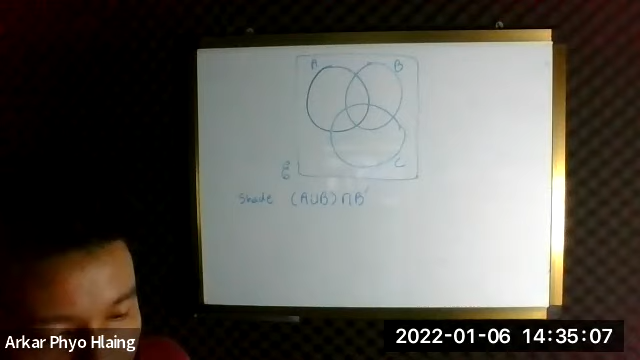 A B
C
ξ
Shade (A∪B)∩B'
Arkar Phyo Hlaing
2022-01-06 14:35:07